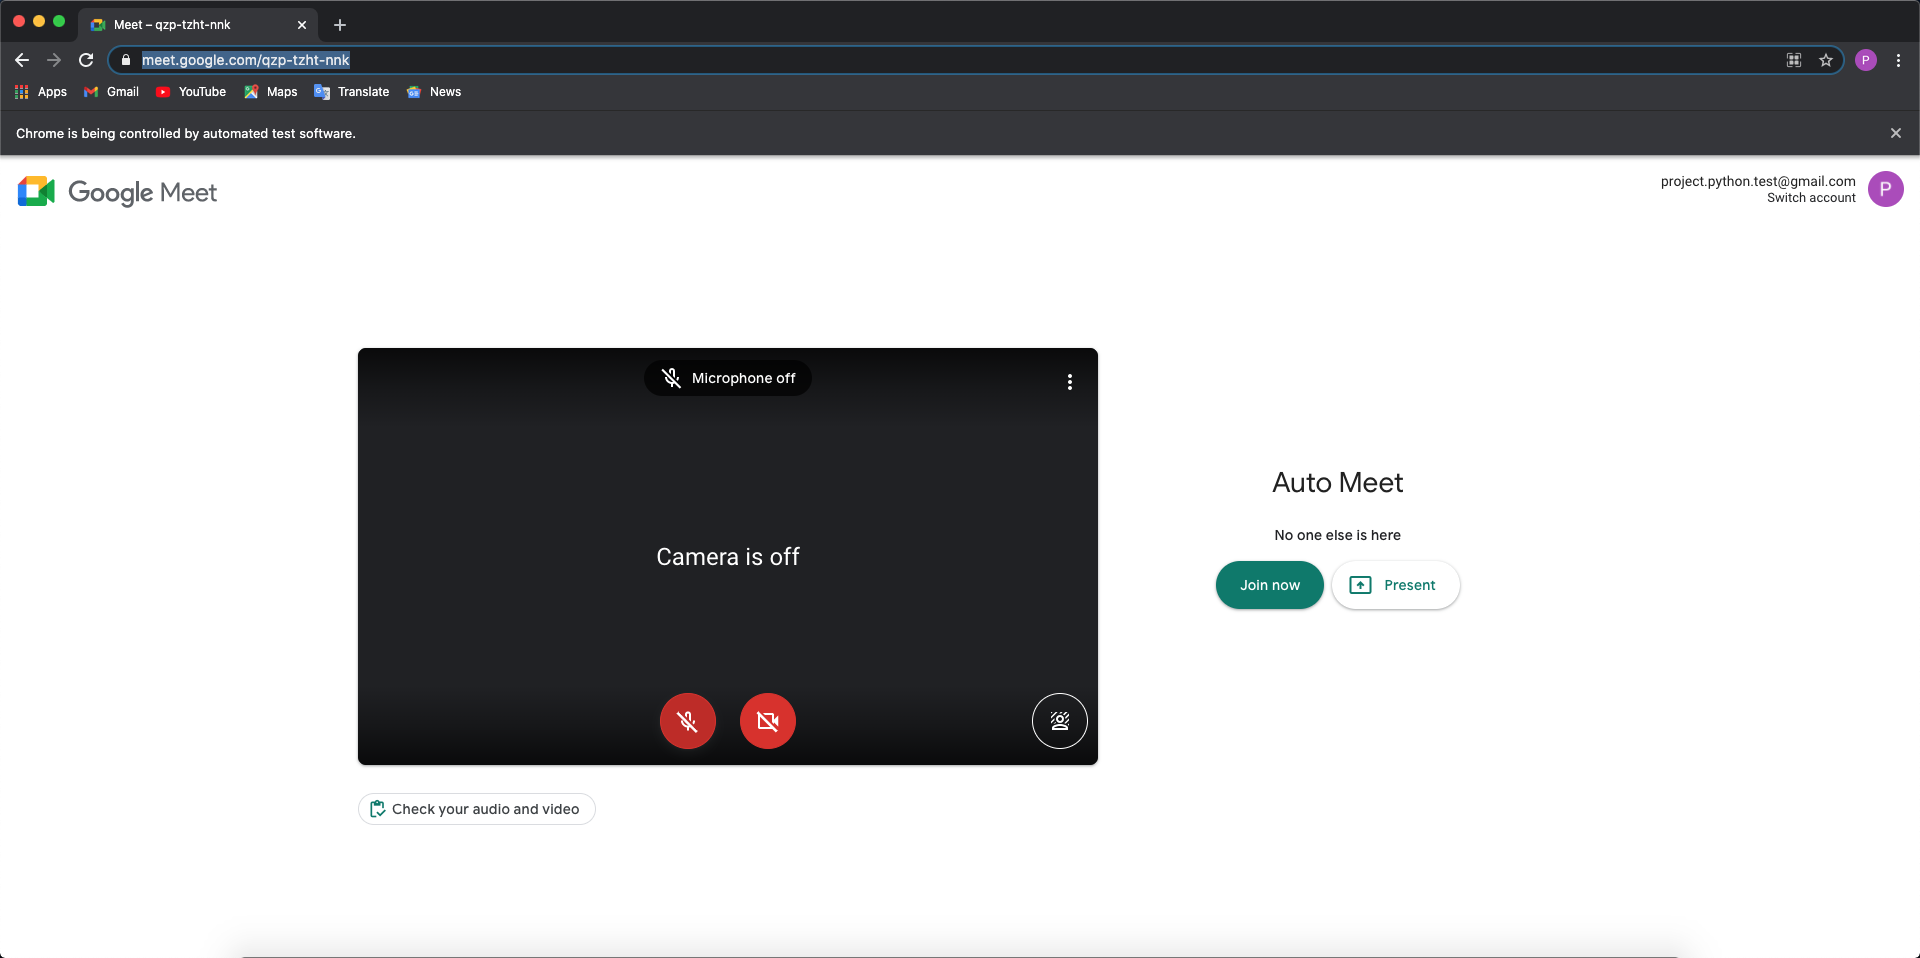 Meet – qzp-tzht-nnk
meet.google.com/qzp-tzht-nnk
P
Apps Gmail YouTube Maps Translate News
Chrome is being controlled by automated test software.
Google Meet
project.python.test@gmail.com
Switch account
P
Microphone off
Camera is off
Auto Meet
No one else is here
Join now Present
Check your audio and video